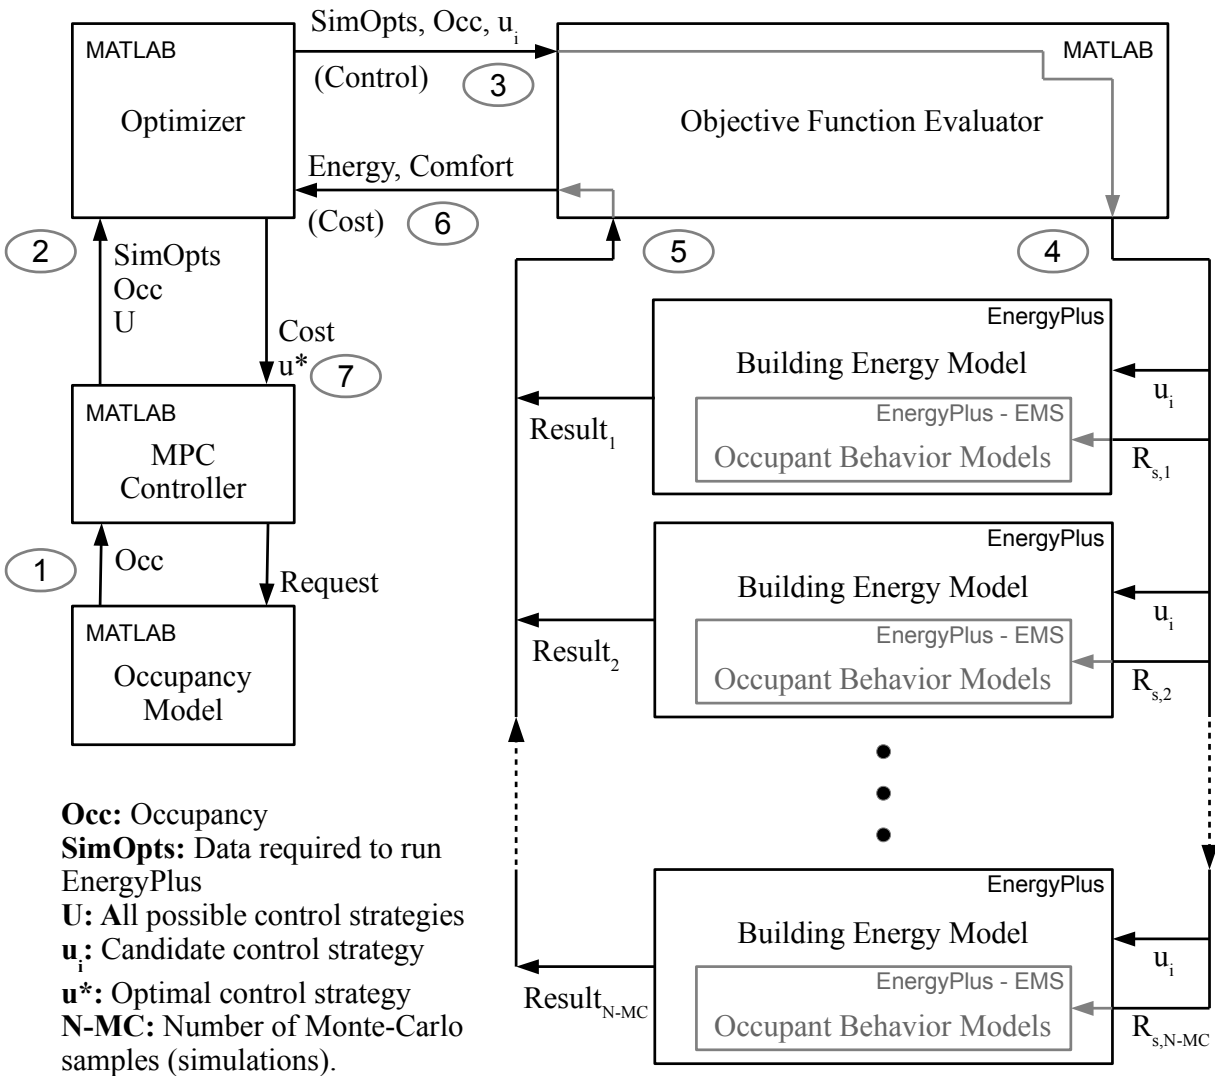 MATLAB
Optimizer
SimOpts, Occ, u_i
(Control)
3
MATLAB
Objective Function Evaluator
Energy, Comfort
(Cost)
6
2
SimOpts
Occ
U
5
4
Cost
u*
7
MATLAB
MPC
Controller
1
Occ
Request
MATLAB
Occupancy
Model
EnergyPlus
Building Energy Model
EnergyPlus - EMS
Occupant Behavior Models
u_i
R_s,1
Result_1
EnergyPlus
Building Energy Model
EnergyPlus - EMS
Occupant Behavior Models
u_i
R_s,2
Result_2
EnergyPlus
Building Energy Model
EnergyPlus - EMS
Occupant Behavior Models
u_i
R_s,N-MC
Result_N-MC
Occ: Occupancy
SimOpts: Data required to run
EnergyPlus
U: All possible control strategies
u_i: Candidate control strategy
u*: Optimal control strategy
N-MC: Number of Monte-Carlo
samples (simulations).